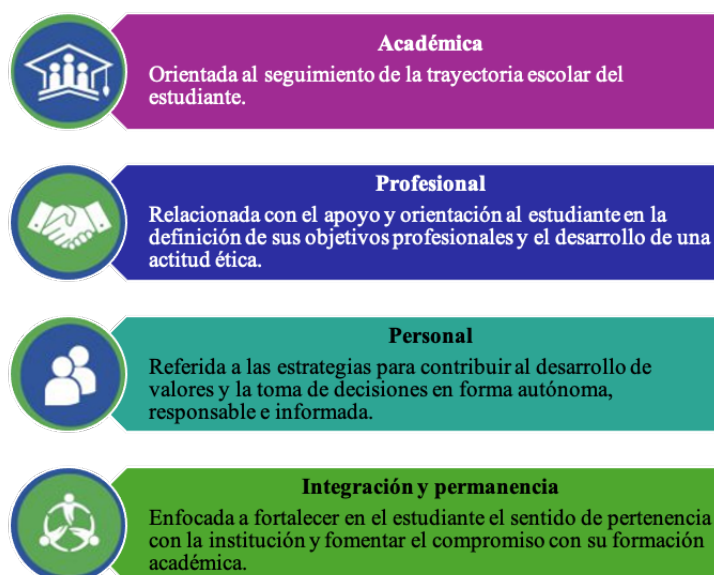 Académica
Orientada al seguimiento de la trayectoria escolar del
estudiante.
Profesional
Relacionada con el apoyo y orientación al estudiante en la
definición de sus objetivos profesionales y el desarrollo de una
actitud ética.
Personal
Referida a las estrategias para contribuir al desarrollo de
valores y la toma de decisiones en forma autónoma,
responsable e informada.
Integración y permanencia
Enfocada a fortalecer en el estudiante el sentido de pertenencia
con la institución y fomentar el compromiso con su formación
académica.